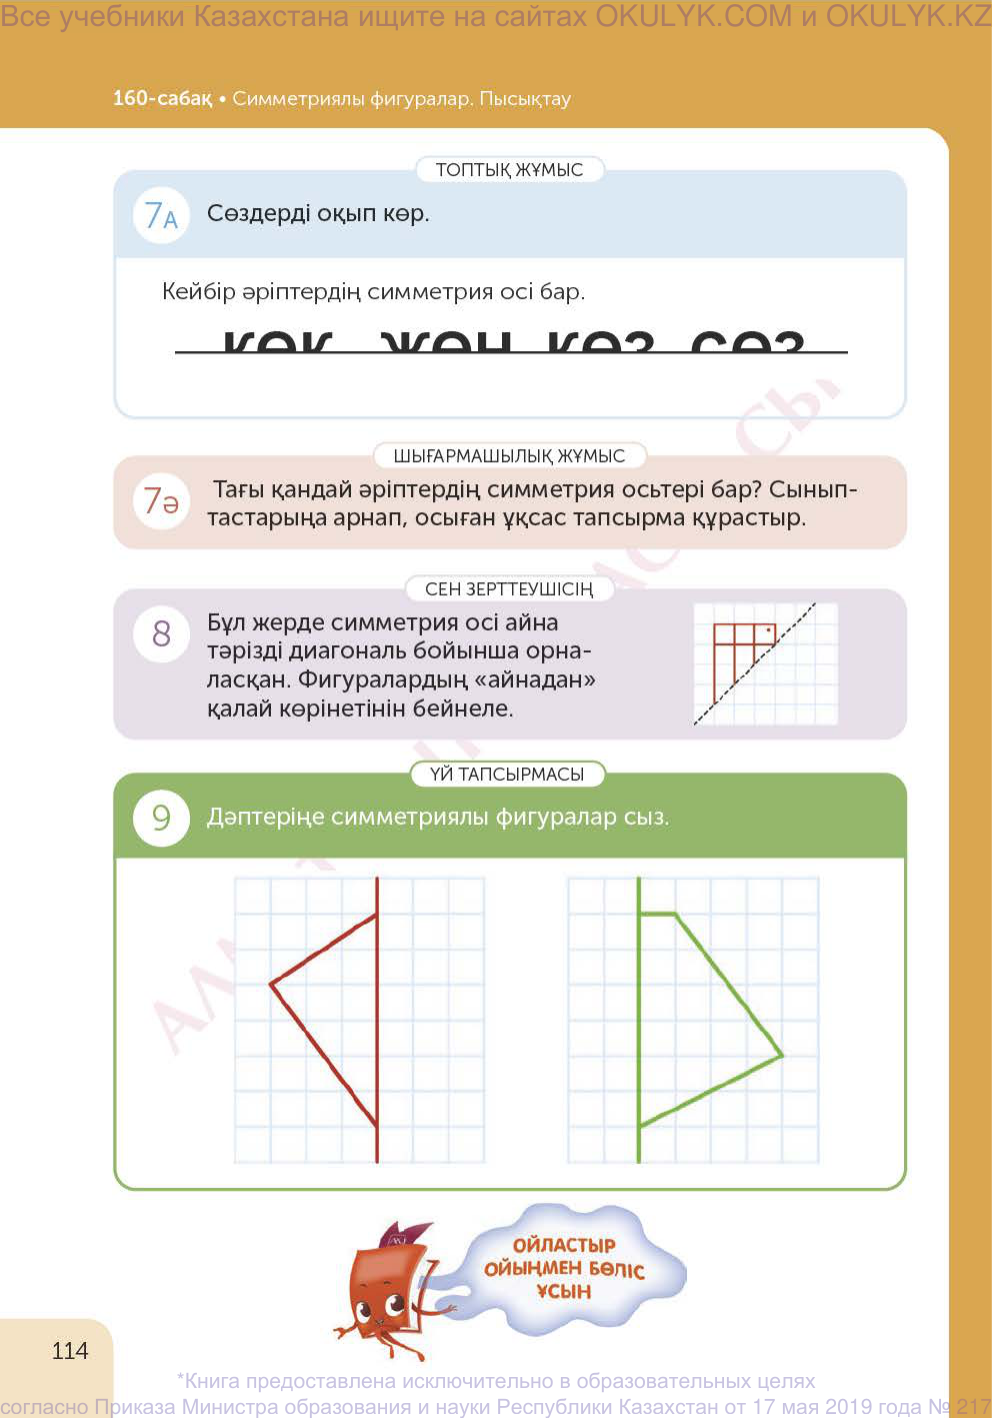 Все учебники Казахстана ищите на сайтах OKULYK.COM и OKULYK.KZ
160-сабақ • Симметриялы фигуралар. Пысықтау
ТОПТЫҚ ЖҰМЫС
7А Сөздерді оқып көр.
Кейбір әріптердің симметрия осі бар.
көк жөн көз сөз
ШЫҒАРМАШЫЛЫҚ ЖҰМЫС
7ә Тағы қандай әріптердің симметрия осьтері бар? Сынып-
тастарыңа арнап, осыған ұқсас тапсырма құрастыр.
СЕН ЗЕРТТЕУШІСІҢ
8 Бұл жерде симметрия осі айна
тәрізді диагональ бойынша орна-
ласқан. Фигуралардың «айнадан»
қалай көрінетінін бейнеле.
ҮЙ ТАПСЫРМАСЫ
9 Дәптеріңе симметриялы фигуралар сыз.
ОЙЛАСТЫР
ОЙЫҢМЕН БӨЛІС
ҰСЫН
114
*Книга предоставлена исключительно в образовательных целях
согласно Приказа Министра образования и науки Республики Казахстан от 17 мая 2019 года № 217